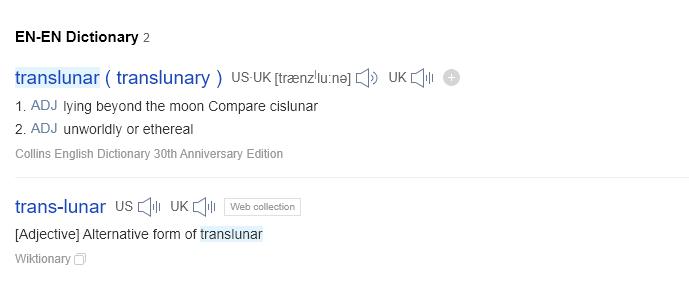 EN-EN Dictionary 2
translunar ( translunary ) US·UK [trænzˈlu:nə] UK
1. ADJ lying beyond the moon Compare cislunar
2. ADJ unworldly or ethereal
Collins English Dictionary 30th Anniversary Edition
trans-lunar US UK Web collection
[Adjective] Alternative form of translunar
Wiktionary